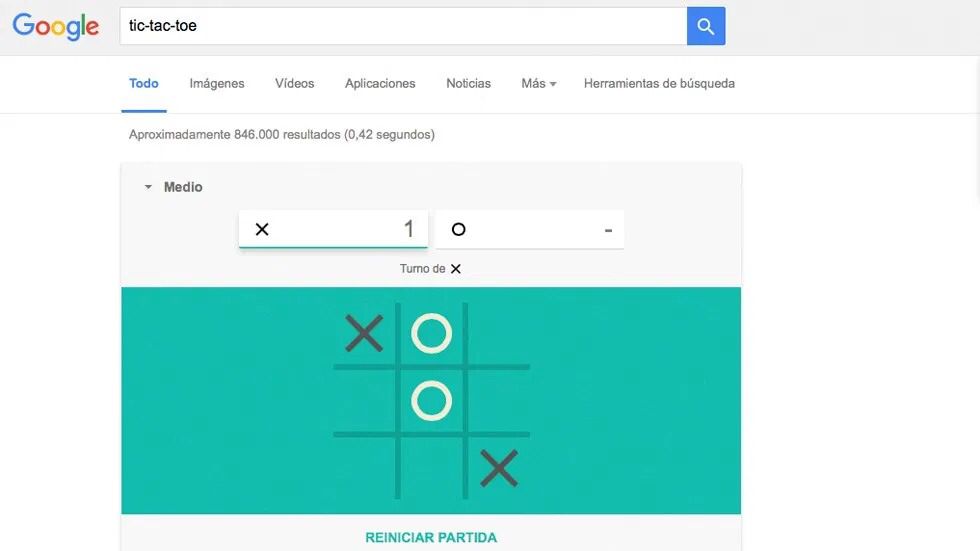 Google tic-tac-toe
Todo Imágenes Vídeos Aplicaciones Noticias Más Herramientas de búsqueda
Aproximadamente 846.000 resultados (0,42 segundos)
Medio
× 1 O -
Turno de ×
X O
O
X
REINICIAR PARTIDA